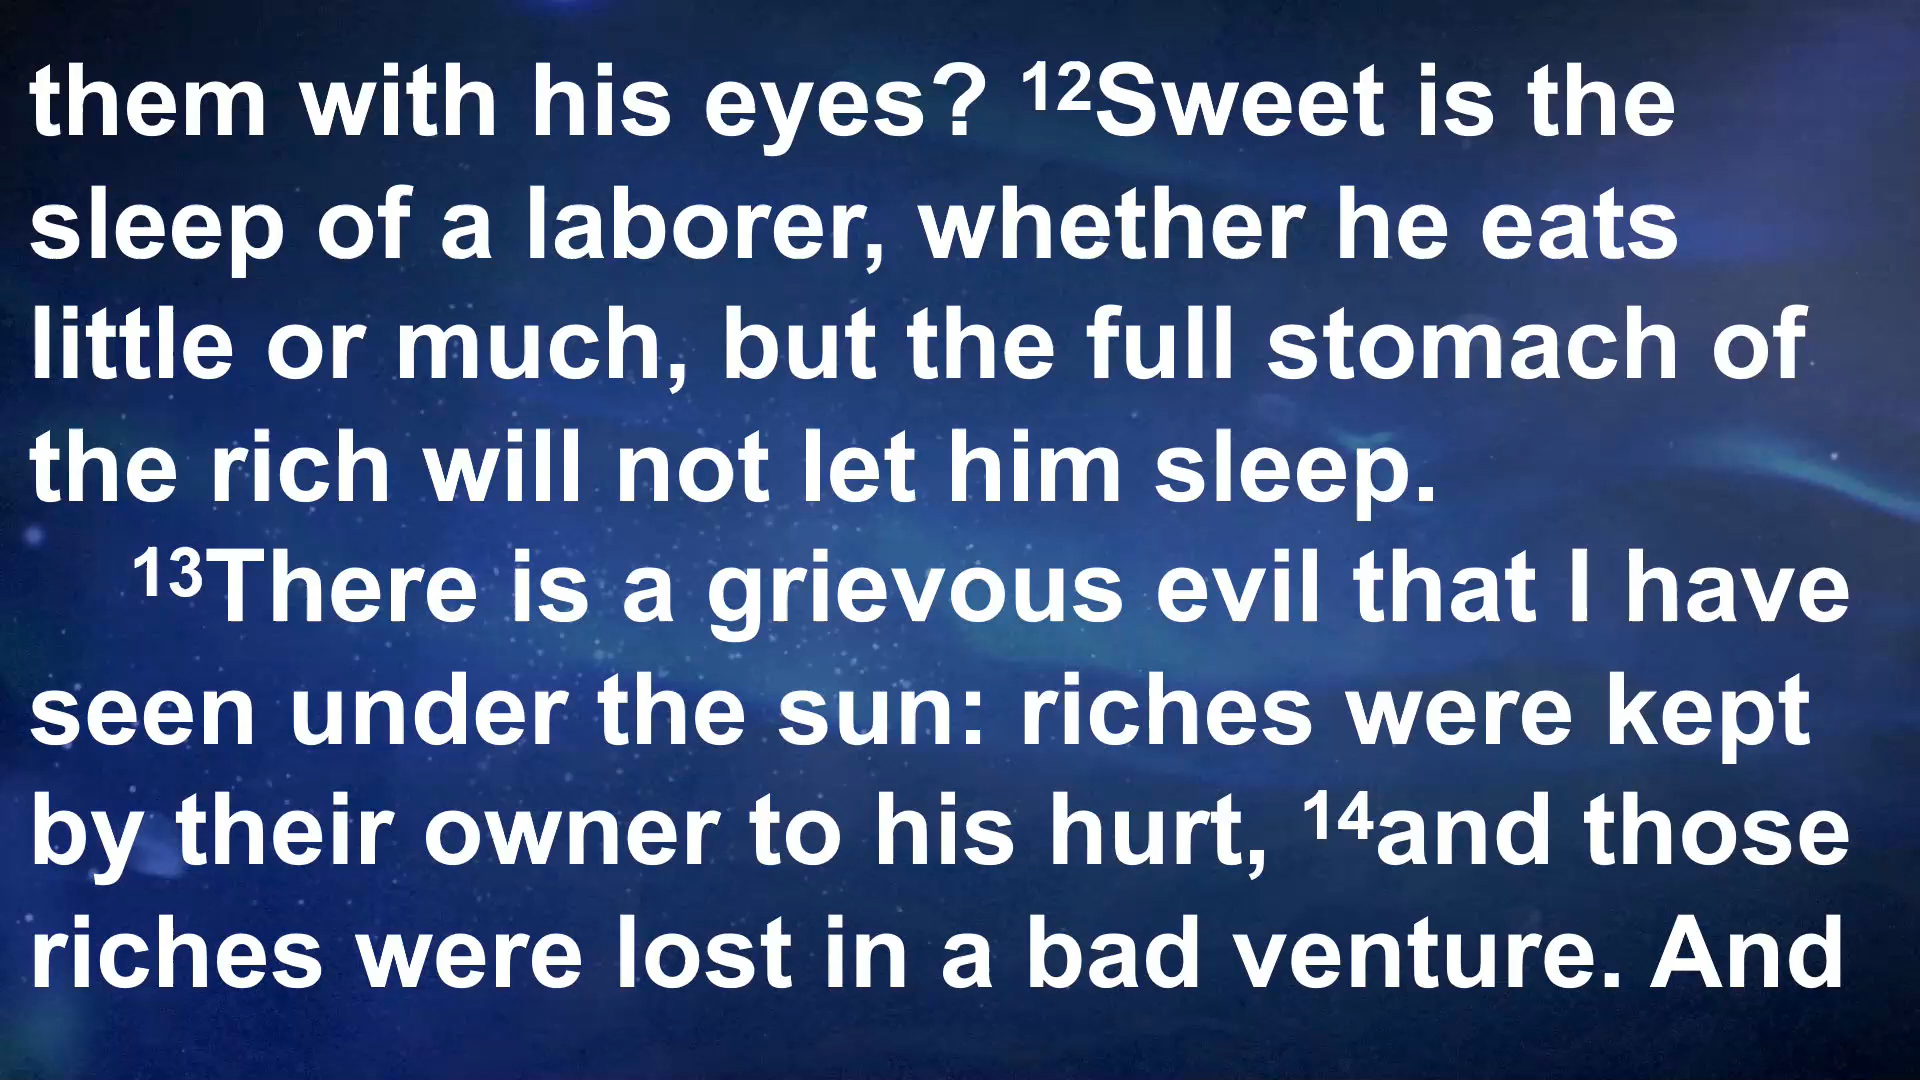 them with his eyes? ¹²Sweet is the
sleep of a laborer, whether he eats
little or much, but the full stomach of
the rich will not let him sleep.
¹³There is a grievous evil that I have
seen under the sun: riches were kept
by their owner to his hurt, ¹⁴and those
riches were lost in a bad venture. And